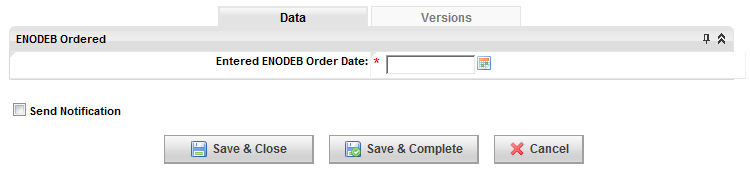 Data Versions
ENODEB Ordered
Entered ENODEB Order Date: *
Send Notification
Save & Close Save & Complete Cancel